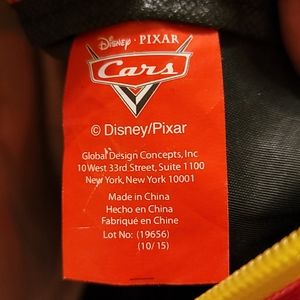 Disney · PIXAR
Cars
© Disney/Pixar
Global Design Concepts, Inc
10 West 33rd Street, Suite 1100
New York, New York 10001
Made in China
Hecho en China
Fabriqué en Chine
Lot No: (19656)
(10/15)